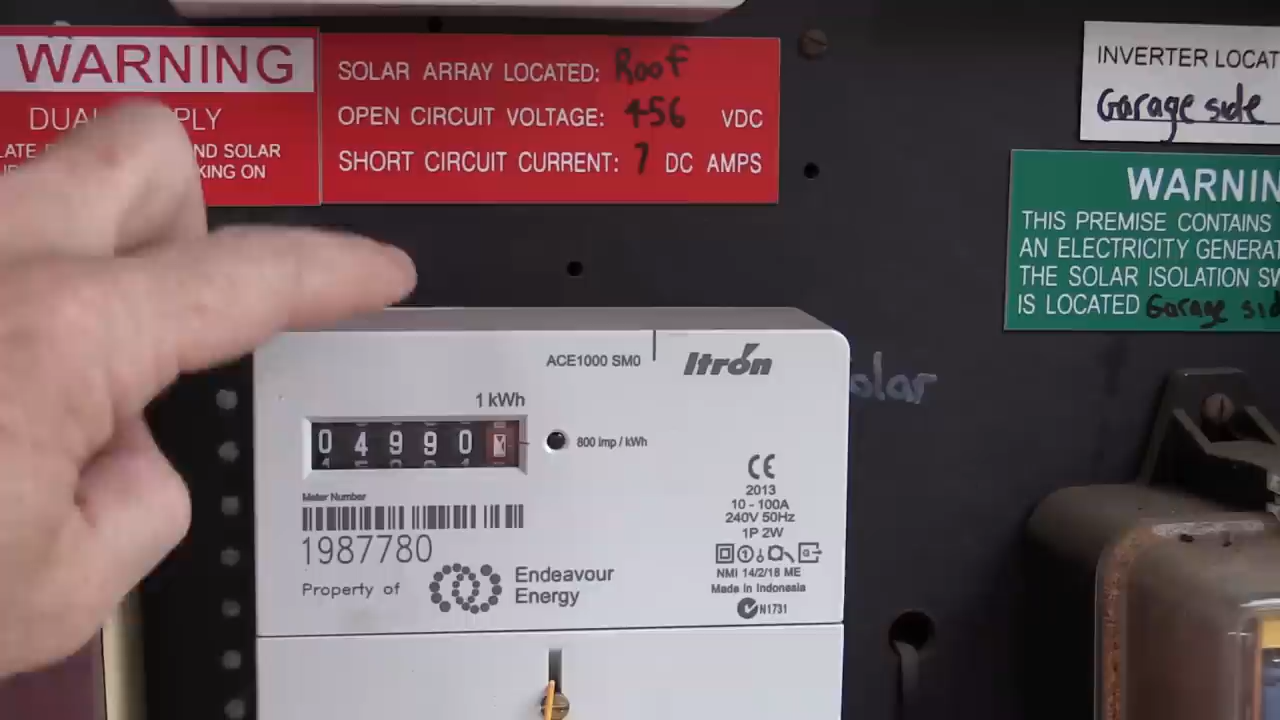 WARNING
SOLAR ARRAY LOCATED: Roof
OPEN CIRCUIT VOLTAGE: 456 VDC
SHORT CIRCUIT CURRENT: 7 DC AMPS
DUAL
ND SOLAR
KING ON
INVERTER LOCAT
Garage side
WARNIN
THIS PREMISE CONTAINS
AN ELECTRICITY GENERAT
THE SOLAR ISOLATION SW
IS LOCATED Garage sid
olar
ACE1000 SM0
Itron
1 kWh
0 4 9 9 0
800 imp / kWh
Meter Number
1987780
Property of
Endeavour
Energy
CE
2013
10 - 100A
240V 50Hz
1P 2W
NMI 14/2/18 ME
Made in Indonesia
N1731